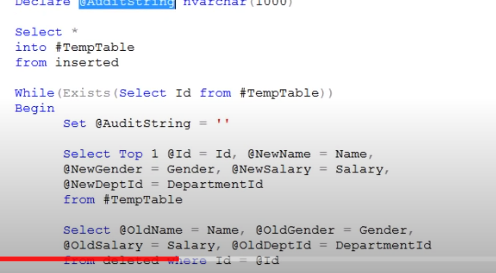 Declare @AuditString nvarchar(1000)
Select *
into #TempTable
from inserted
While(Exists(Select Id from #TempTable))
Begin
Set @AuditString = ''
Select Top 1 @Id = Id, @NewName = Name,
@NewGender = Gender, @NewSalary = Salary,
@NewDeptId = DepartmentId
from #TempTable
Select @OldName = Name, @OldGender = Gender,
@OldSalary = Salary, @OldDeptId = DepartmentId
from deleted where Id = @Id